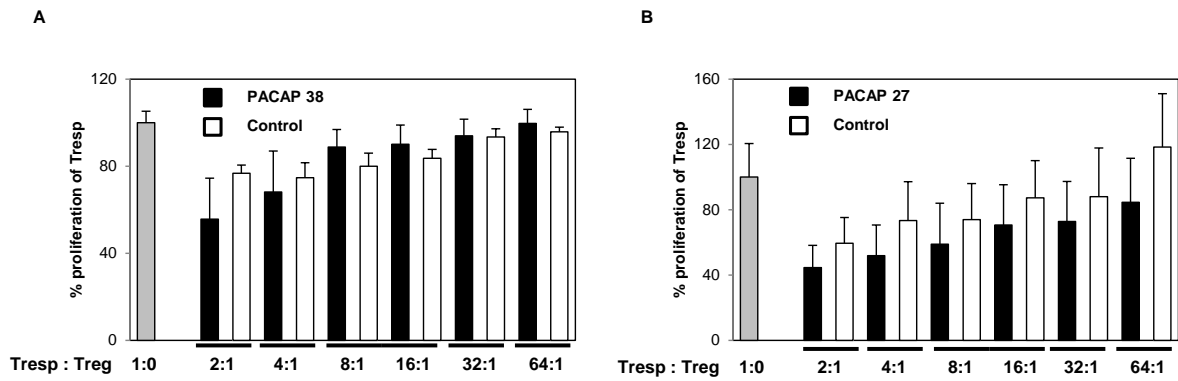 A
% proliferation of Tresp
120
80
40
0
PACAP 38
Control
Tresp : Treg 1:0 2:1 4:1 8:1 16:1 32:1 64:1
B
% proliferation of Tresp
160
120
80
40
0
PACAP 27
Control
Tresp : Treg 1:0 2:1 4:1 8:1 16:1 32:1 64:1